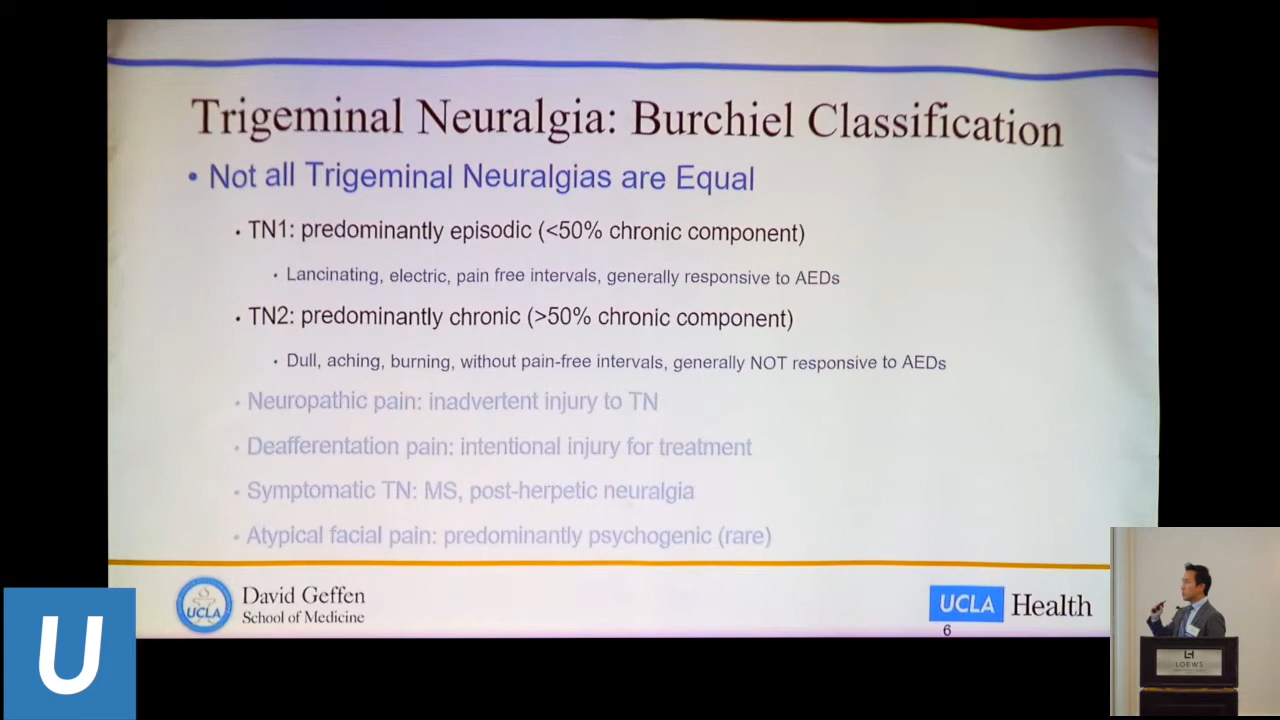 Trigeminal Neuralgia: Burchiel Classification
• Not all Trigeminal Neuralgias are Equal
• TN1: predominantly episodic (<50% chronic component)
• Lancinating, electric, pain free intervals, generally responsive to AEDs
• TN2: predominantly chronic (>50% chronic component)
• Dull, aching, burning, without pain-free intervals, generally NOT responsive to AEDs
• Neuropathic pain: inadvertent injury to TN
• Deafferentation pain: intentional injury for treatment
• Symptomatic TN: MS, post-herpetic neuralgia
• Atypical facial pain: predominantly psychogenic (rare)
UCLA
David Geffen
School of Medicine
UCLA Health
6
U
LOEWS